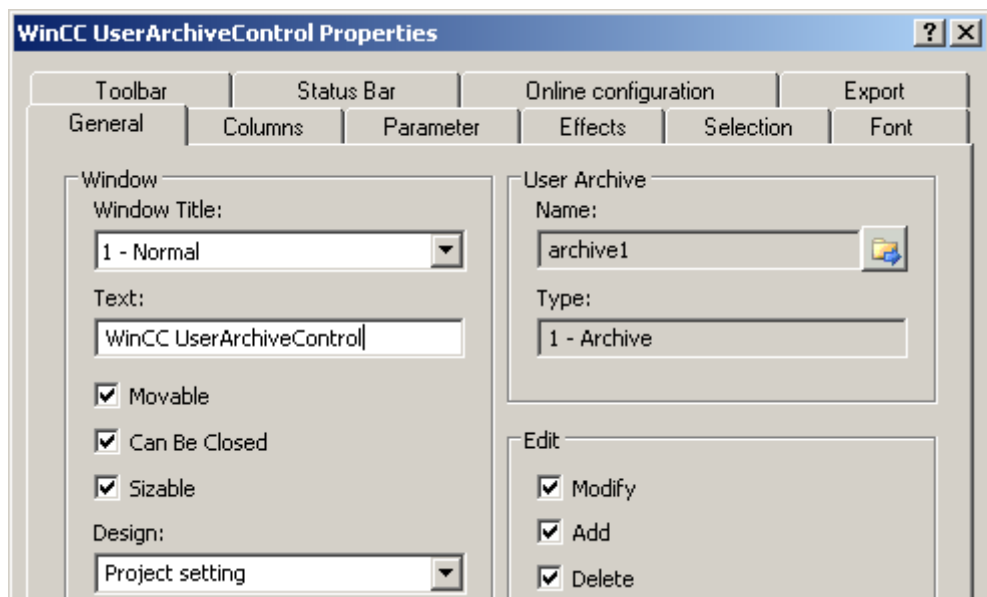 WinCC UserArchiveControl Properties
Toolbar Status Bar Online configuration Export
General Columns Parameter Effects Selection Font
Window
Window Title:
1 - Normal
Text:
WinCC UserArchiveControl
Movable
Can Be Closed
Sizable
Design:
Project setting
User Archive
Name:
archive1
Type:
1 - Archive
Edit
Modify
Add
Delete